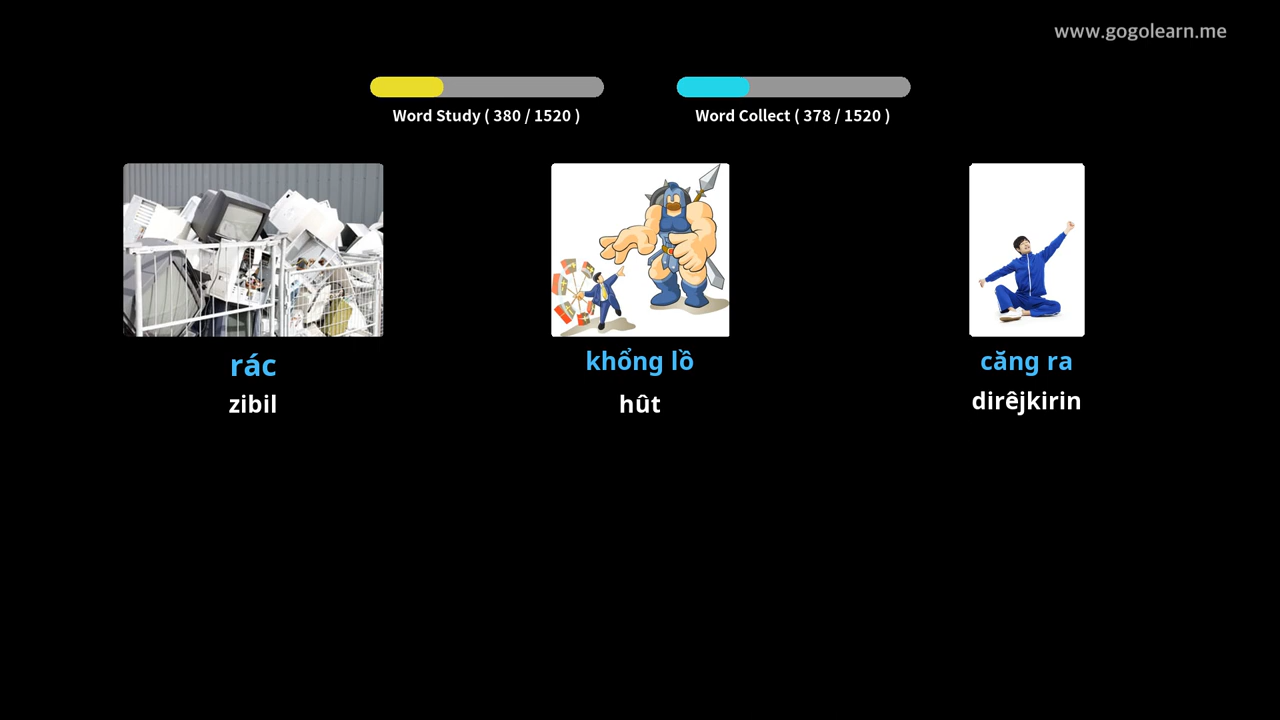 www.gogolearn.me
Word Study ( 380 / 1520 )
Word Collect ( 378 / 1520 )
rác
zibil
khổng lồ
hût
căng ra
dirêjkirin